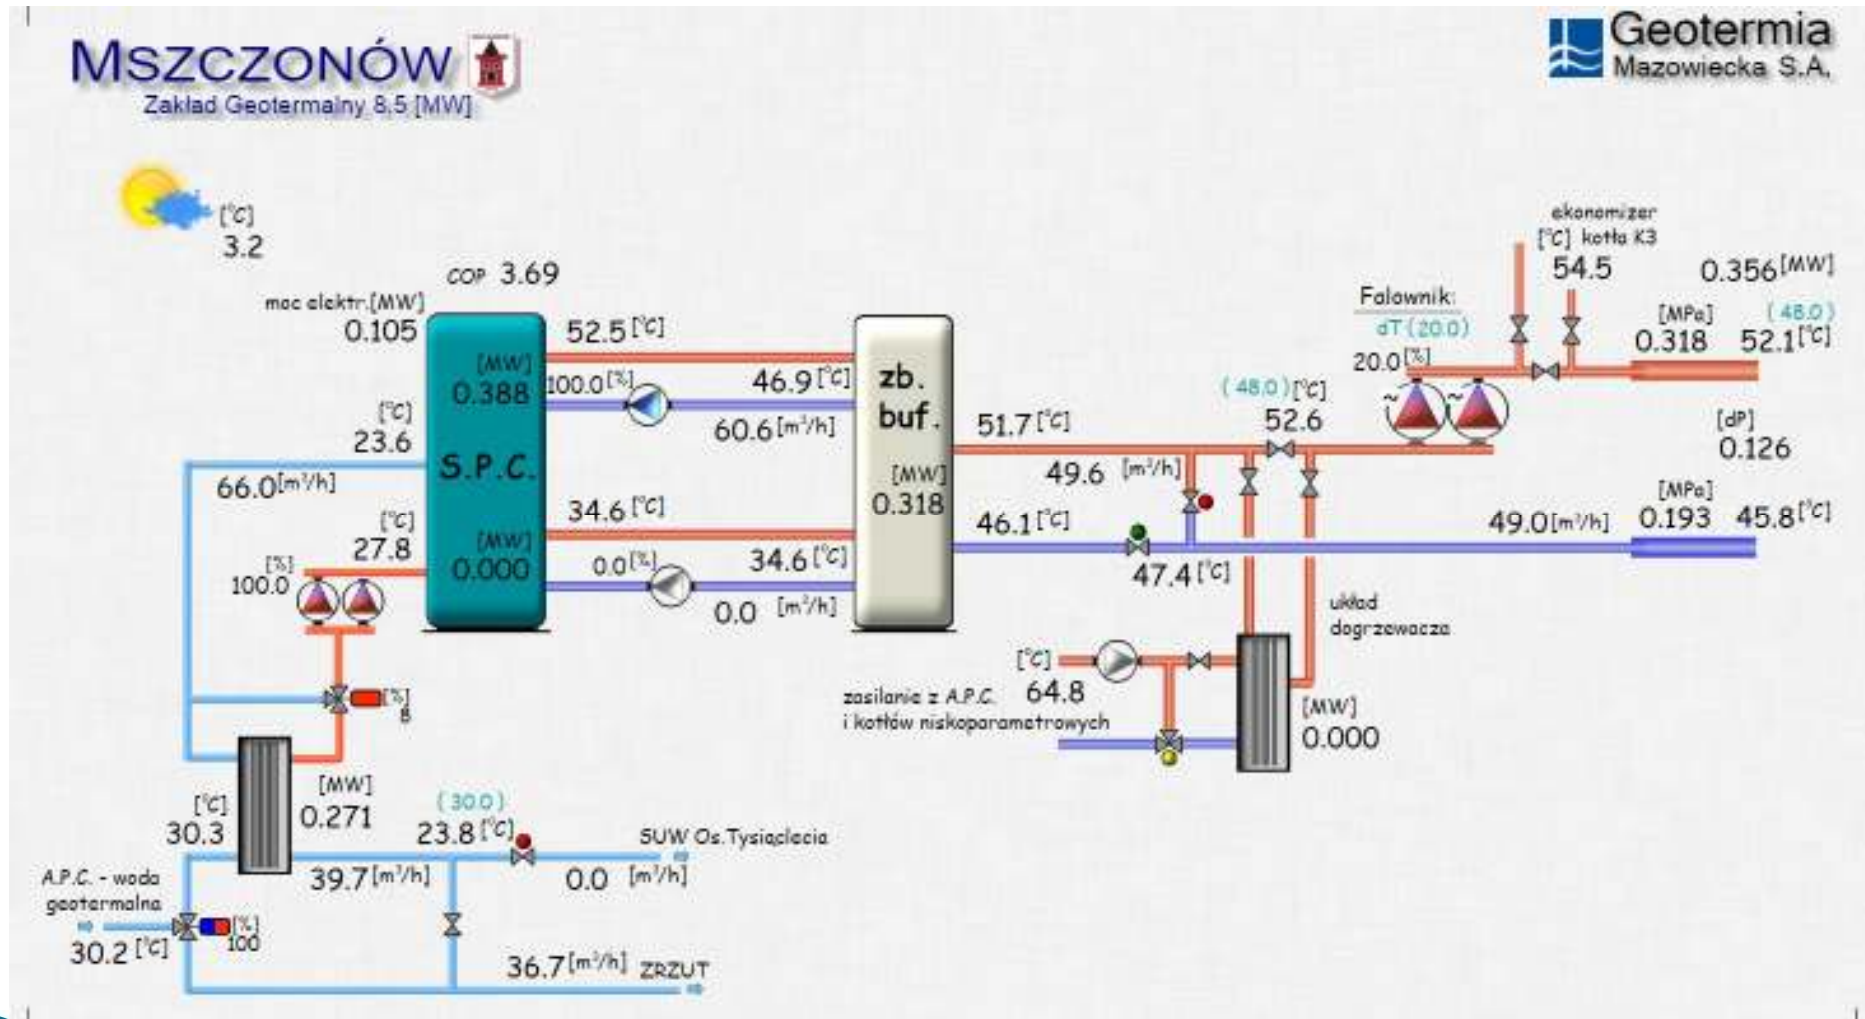 MSZCZONÓW
Zakład Geotermalny 8,5 [MW]
Geotermia
Mazowiecka S.A.
[°C]
3.2
COP 3.69
moc elektr.[MW]
0.105
[MW]
0.388
S.P.C.
[MW]
0.000
52.5 [°C]
100.0 [%]
46.9 [°C]
60.6 [m³/h]
34.6 [°C]
0.0 [%]
34.6 [°C]
0.0 [m³/h]
zb.
buf.
[MW]
0.318
[°C]
23.6
66.0 [m³/h]
[°C]
27.8
[%]
100.0
[%]
8
[MW]
0.271
[°C]
30.3
39.7 [m³/h]
(30.0)
23.8 [°C]
SUW Os.Tysiąclecia
0.0 [m³/h]
A.P.C. - woda
geotermalna
30.2 [°C]
[%]
100
36.7 [m³/h] ZRZUT
51.7 [°C]
49.6 [m³/h]
46.1 [°C]
47.4 [°C]
(48.0) [°C]
52.6
Falownik:
dT (20.0)
20.0 [%]
ekonomizer
[°C] kotła K3
54.5
0.356 [MW]
[MPa]
0.318
(48.0)
52.1 [°C]
[dP]
0.126
49.0 [m³/h]
[MPa]
0.193
45.8 [°C]
układ
dogrzewacza
[°C]
64.8
zasilanie z A.P.C.
i kotłów niskoparametrowych
[MW]
0.000